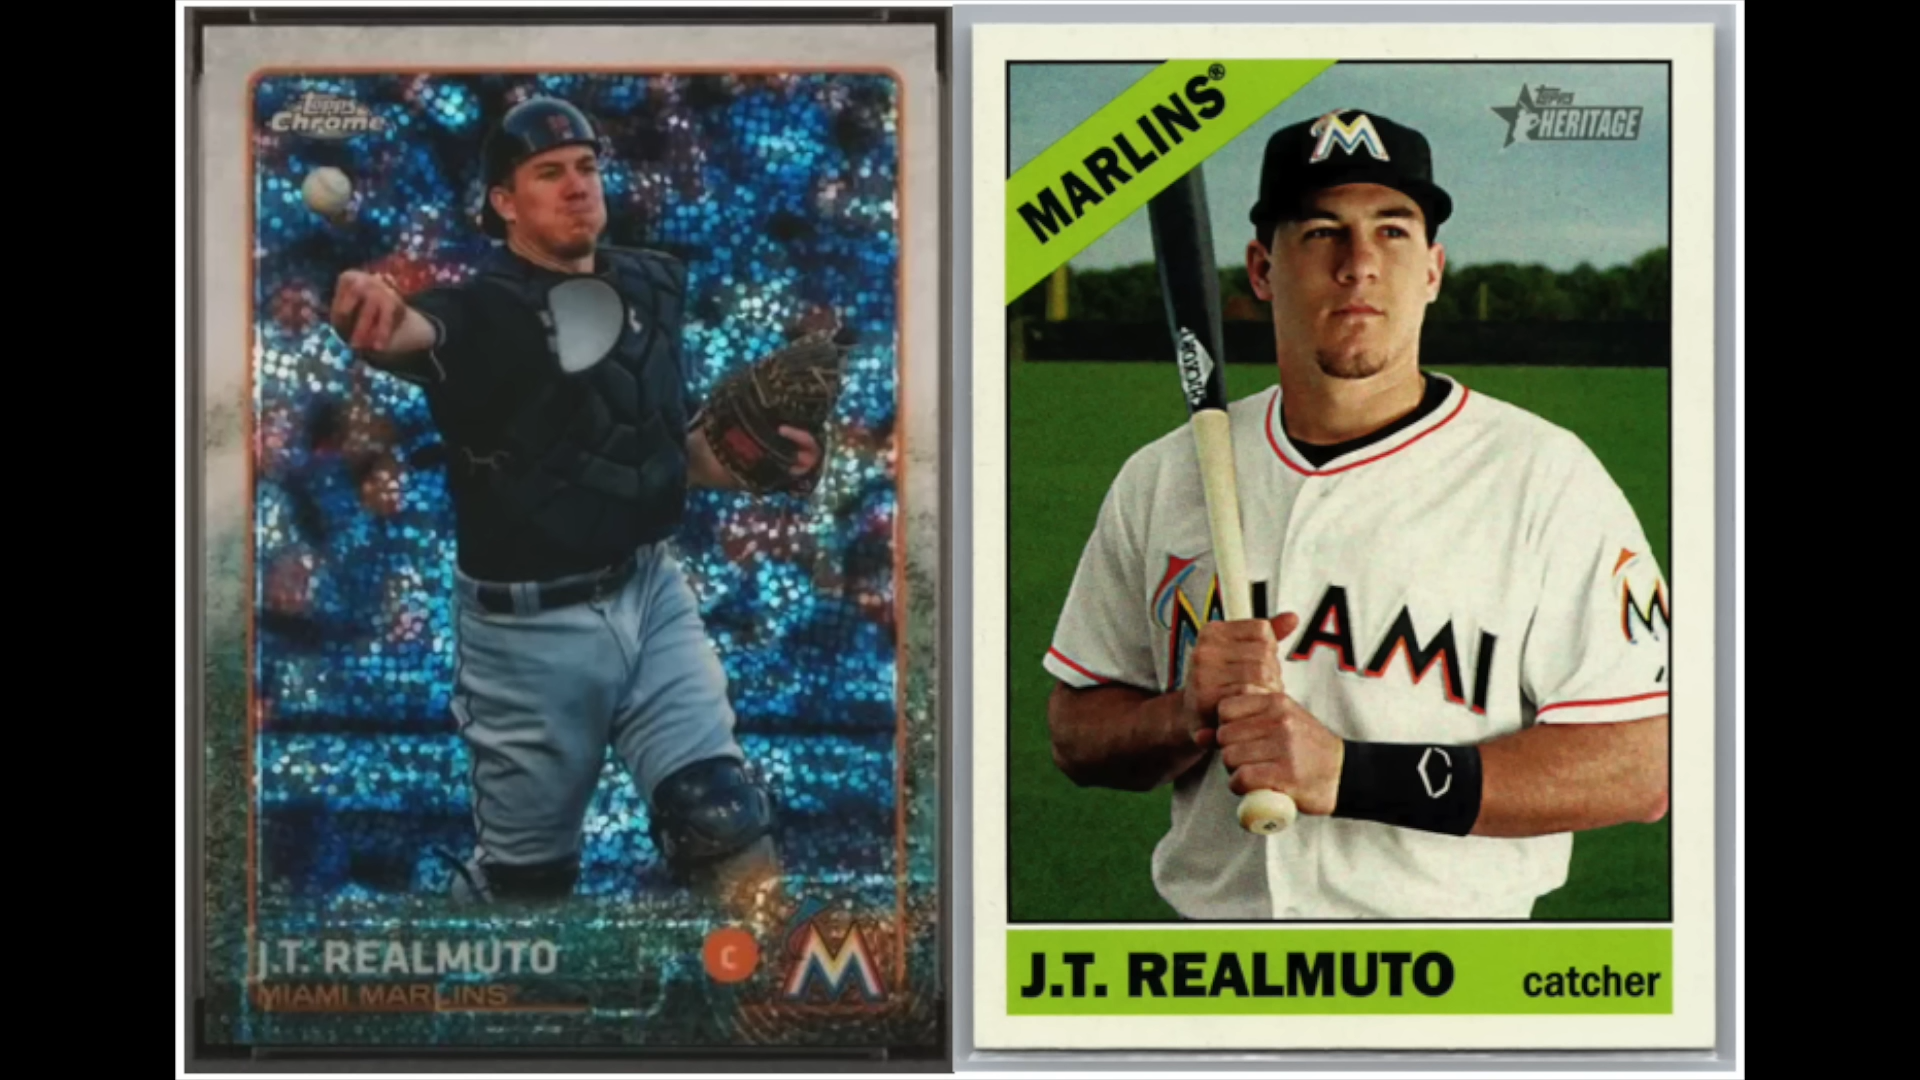 Topps
Chrome
J.T. REALMUTO
C
MIAMI MARLINS
MARLINS®
Topps
HERITAGE
M
MIAMI
M
J.T. REALMUTO
catcher